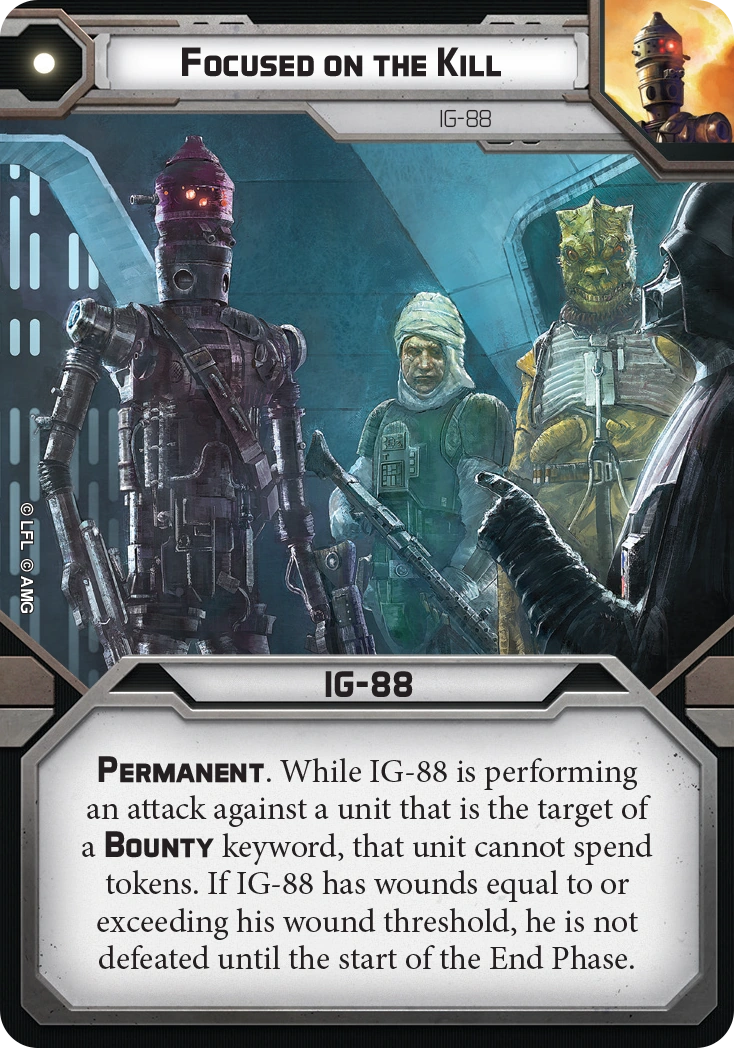 Focused on the Kill
IG-88
© LFL © AMG
IG-88
Permanent. While IG-88 is performing
an attack against a unit that is the target of
a Bounty keyword, that unit cannot spend
tokens. If IG-88 has wounds equal to or
exceeding his wound threshold, he is not
defeated until the start of the End Phase.